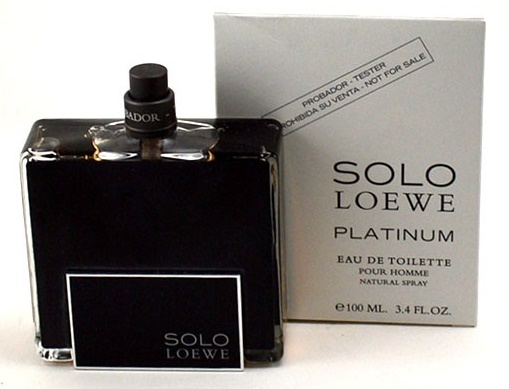 PROBADOR - TESTER
PROHIBIDA SU VENTA - NOT FOR SALE
SOLO
LOEWE
PLATINUM
EAU DE TOILETTE
POUR HOMME
NATURAL SPRAY
℮100 ML. 3.4 FL.OZ.
BADOR -
SOLO
LOEWE